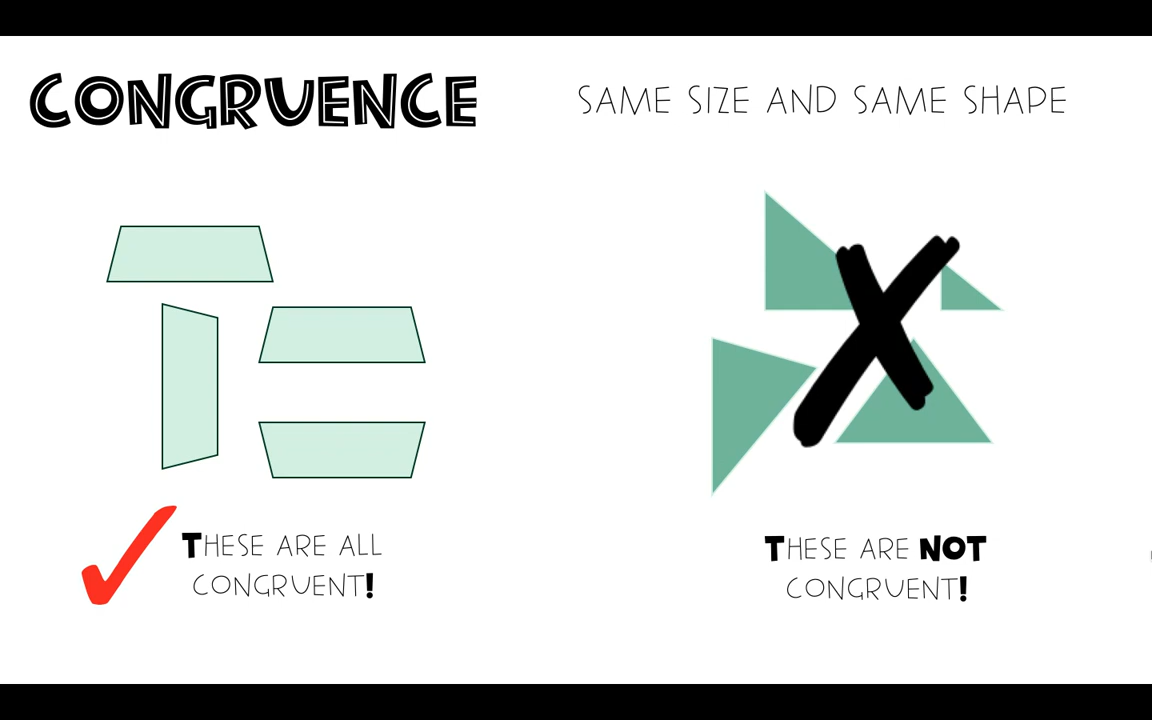 CONGRUENCE
SAME SIZE AND SAME SHAPE
THESE ARE ALL
CONGRUENT!
THESE ARE NOT
CONGRUENT!